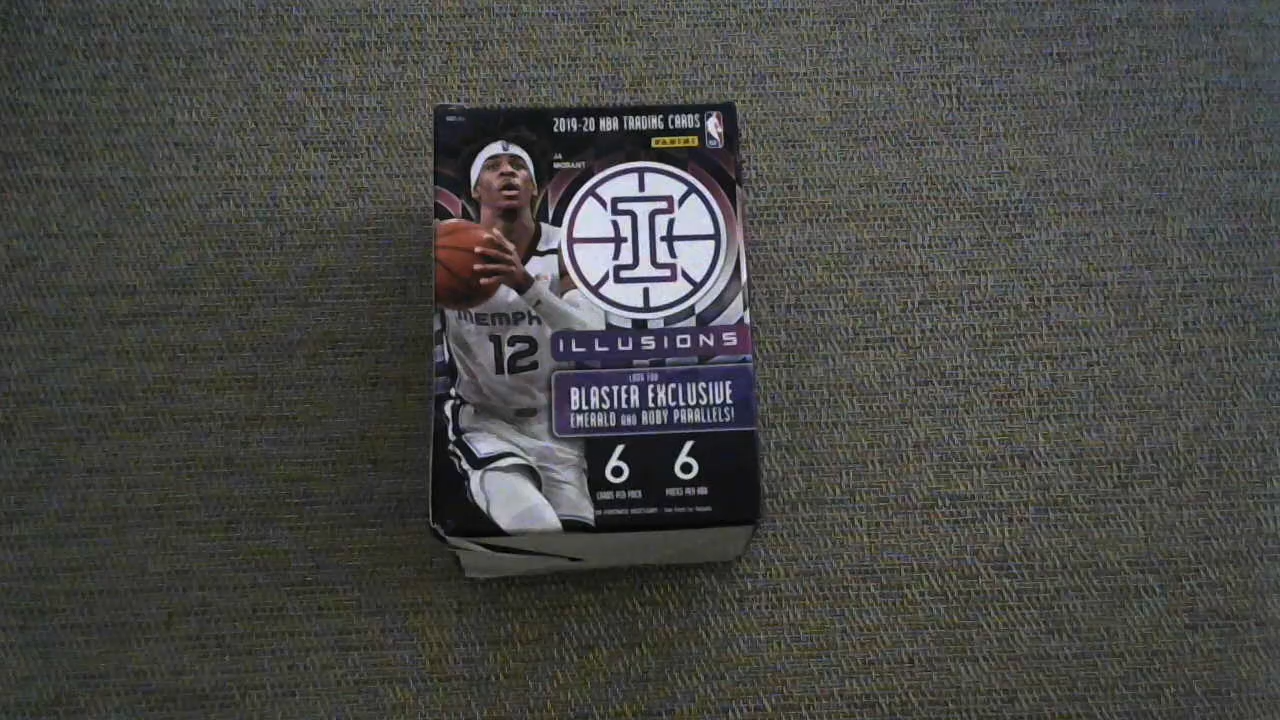 2019-20 NBA TRADING CARDS
PANINI
JA
MORANT
I
MEMPH
12
ILLUSIONS
LOOK FOR
BLASTER EXCLUSIVE
EMERALD AND RUBY PARALLELS!
6 6
CARDS PER PACK PACKS PER BOX